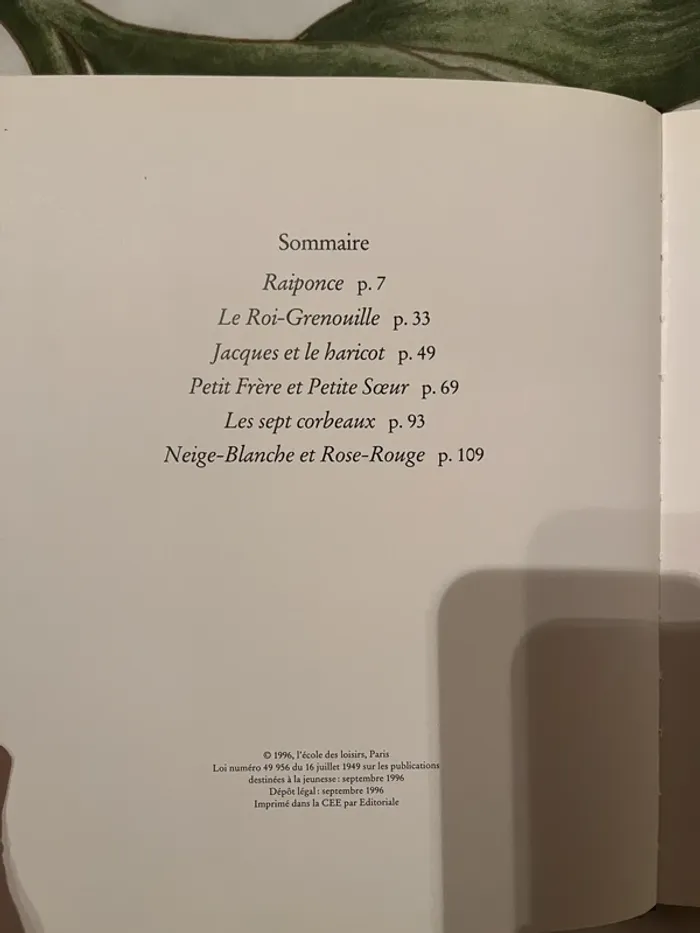 Sommaire
Raiponce p. 7
Le Roi-Grenouille p. 33
Jacques et le haricot p. 49
Petit Frère et Petite Sœur p. 69
Les sept corbeaux p. 93
Neige-Blanche et Rose-Rouge p. 109
© 1996, l'école des loisirs, Paris
Loi numéro 49 956 du 16 juillet 1949 sur les publications
destinées à la jeunesse : septembre 1996
Dépôt légal : septembre 1996
Imprimé dans la CEE par Editoriale